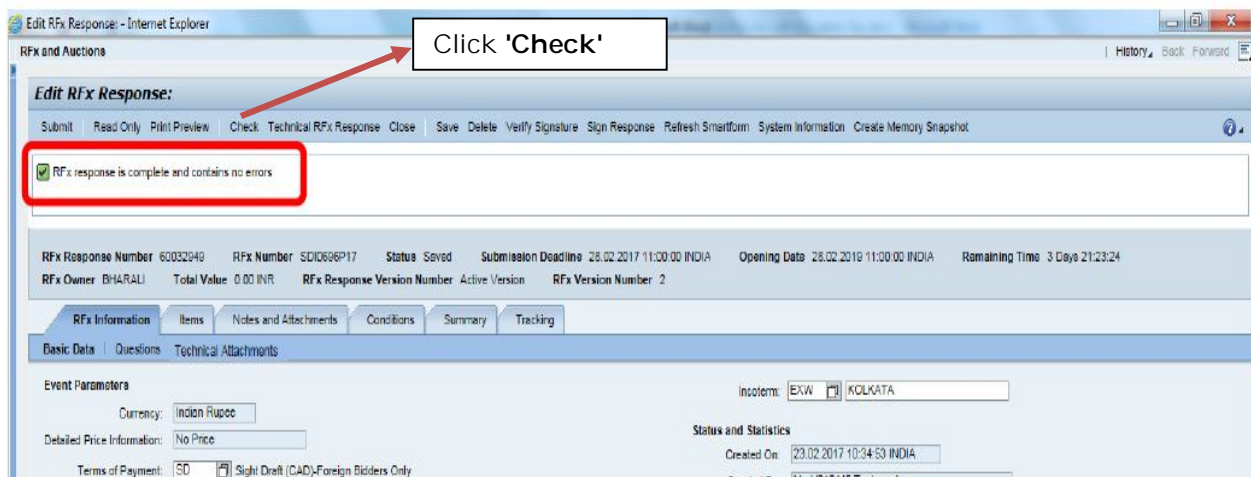 Edit RFx Response: - Internet Explorer
Click 'Check'
RFx and Auctions
History Back Forward
Edit RFx Response:
Submit Read Only Print Preview Check Technical RFx Response Close Save Delete Verify Signature Sign Response Refresh Smartform System Information Create Memory Snapshot
RFx response is complete and contains no errors
RFx Response Number 60032949 RFx Number SDI0696P17 Status Saved Submission Deadline 28.02.2017 11:00:00 INDIA Opening Date 28.02.2019 11:00:00 INDIA Remaining Time 3 Days 21:23:24
RFx Owner BHARALI Total Value 0.00 INR RFx Response Version Number Active Version RFx Version Number 2
RFx Information Items Notes and Attachments Conditions Summary Tracking
Basic Data Questions Technical Attachments
Event Parameters
Incoterm: EXW KOLKATA
Currency: Indian Rupee
Status and Statistics
Detailed Price Information: No Price
Created On: 23.02.2017 10:34:53 INDIA
Terms of Payment: SD Sight Draft (CAD)-Foreign Bidders Only